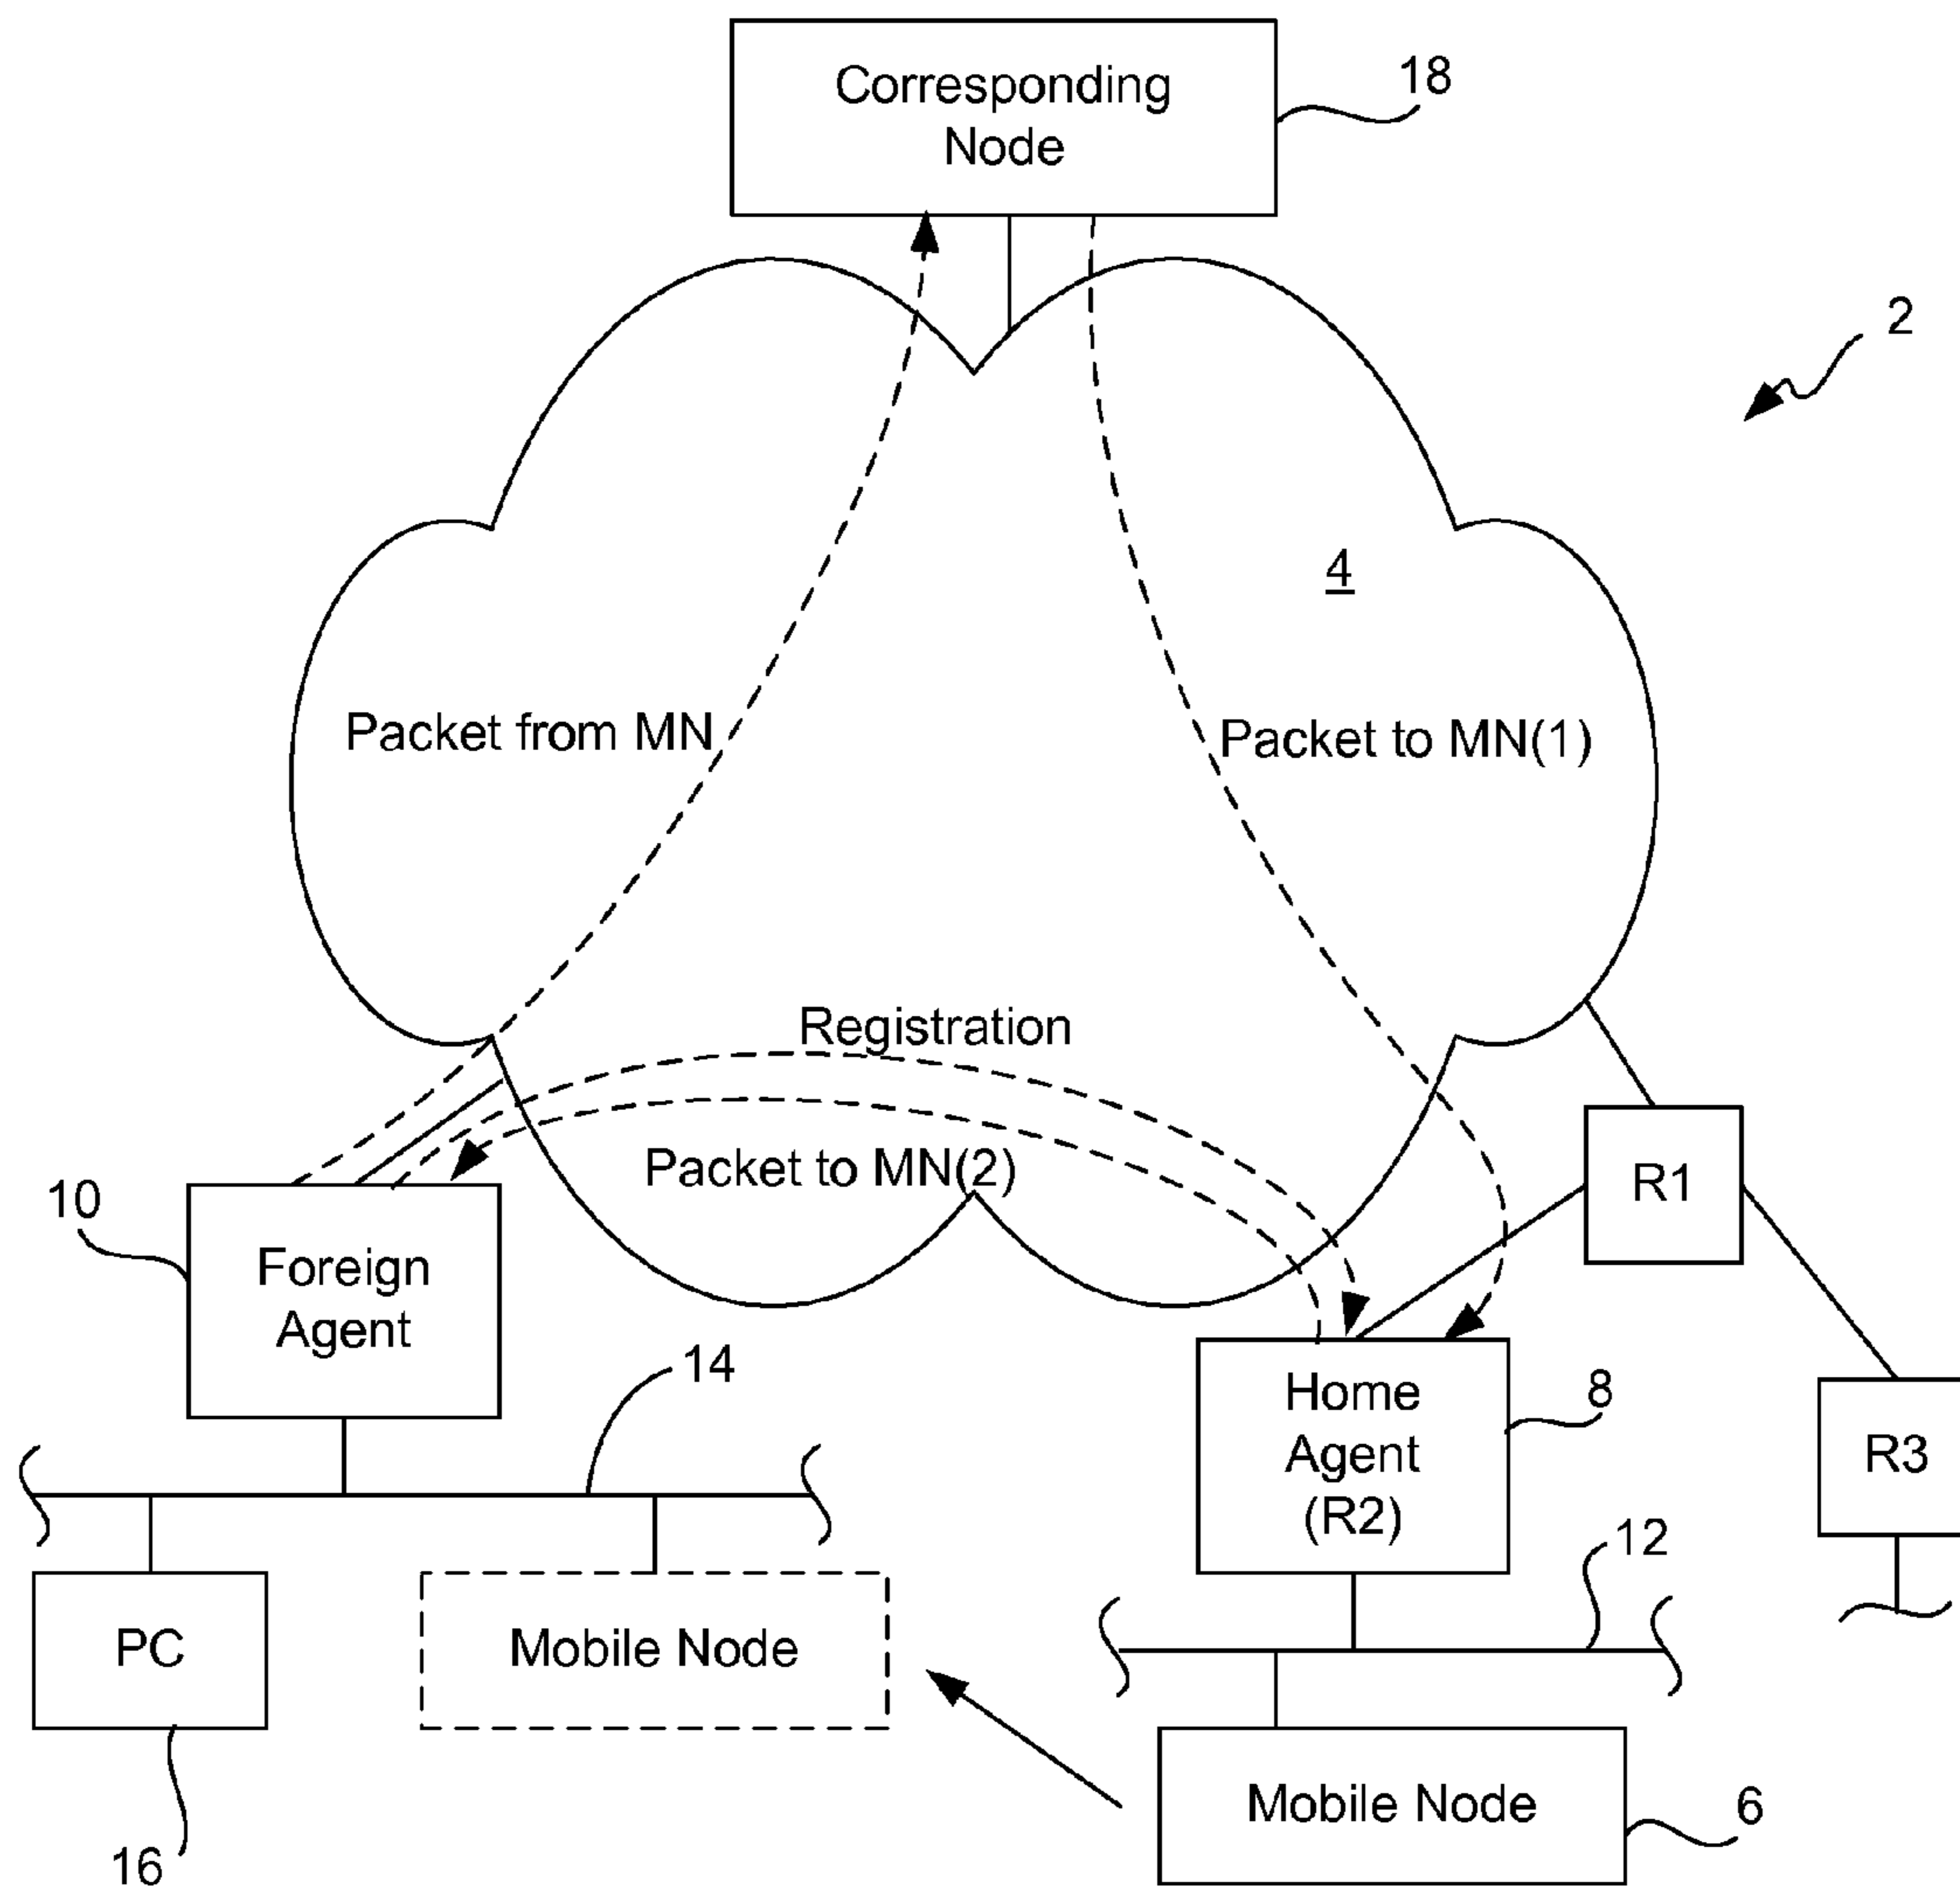 Corresponding
Node
18
2
4
Packet from MN
Packet to MN(1)
Registration
Packet to MN(2)
R1
10
Foreign
Agent
14
Home
Agent
(R2)
8
R3
12
PC
Mobile Node
Mobile Node
6
16